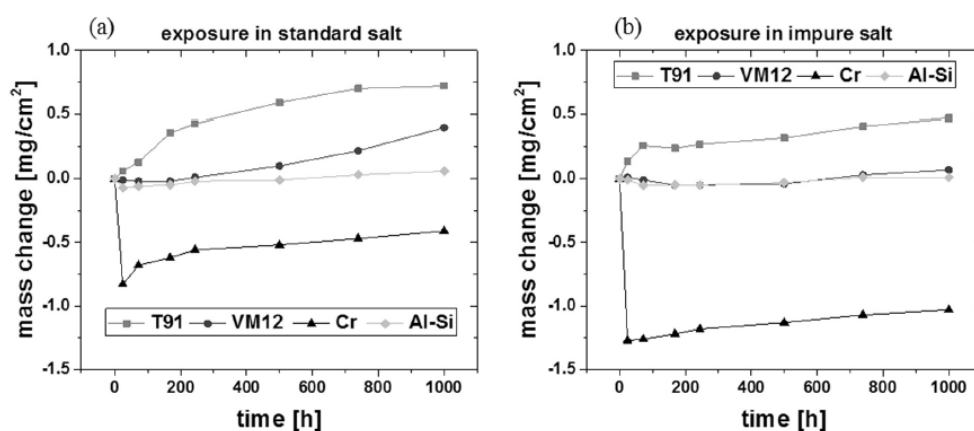 (a)
exposure in standard salt
1.0
0.5
0.0
-0.5
-1.0
-1.5
mass change [mg/cm²]
T91 VM12 Cr Al-Si
0 200 400 600 800 1000
time [h]
(b)
exposure in impure salt
T91 VM12 Cr Al-Si
1.0
0.5
0.0
-0.5
-1.0
-1.5
mass change [mg/cm²]
0 200 400 600 800 1000
time [h]